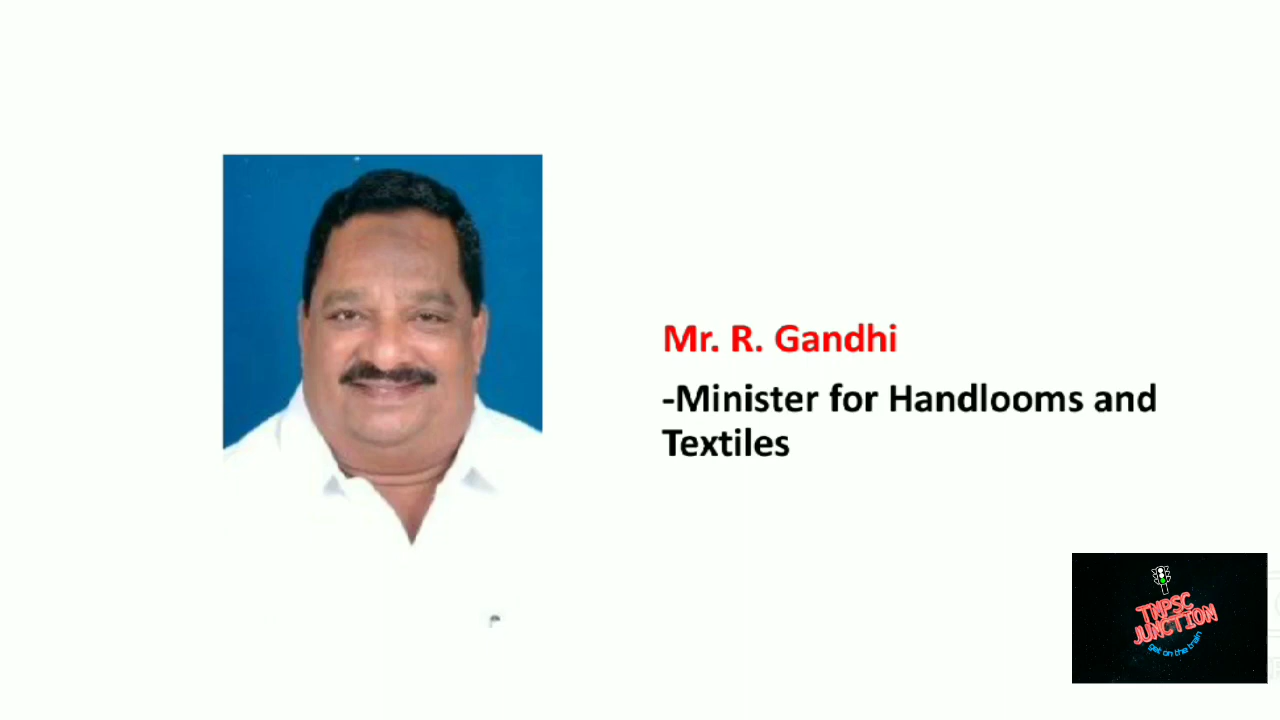 Mr. R. Gandhi
-Minister for Handlooms and
Textiles
TNPSC
JUNCTION
get on the train